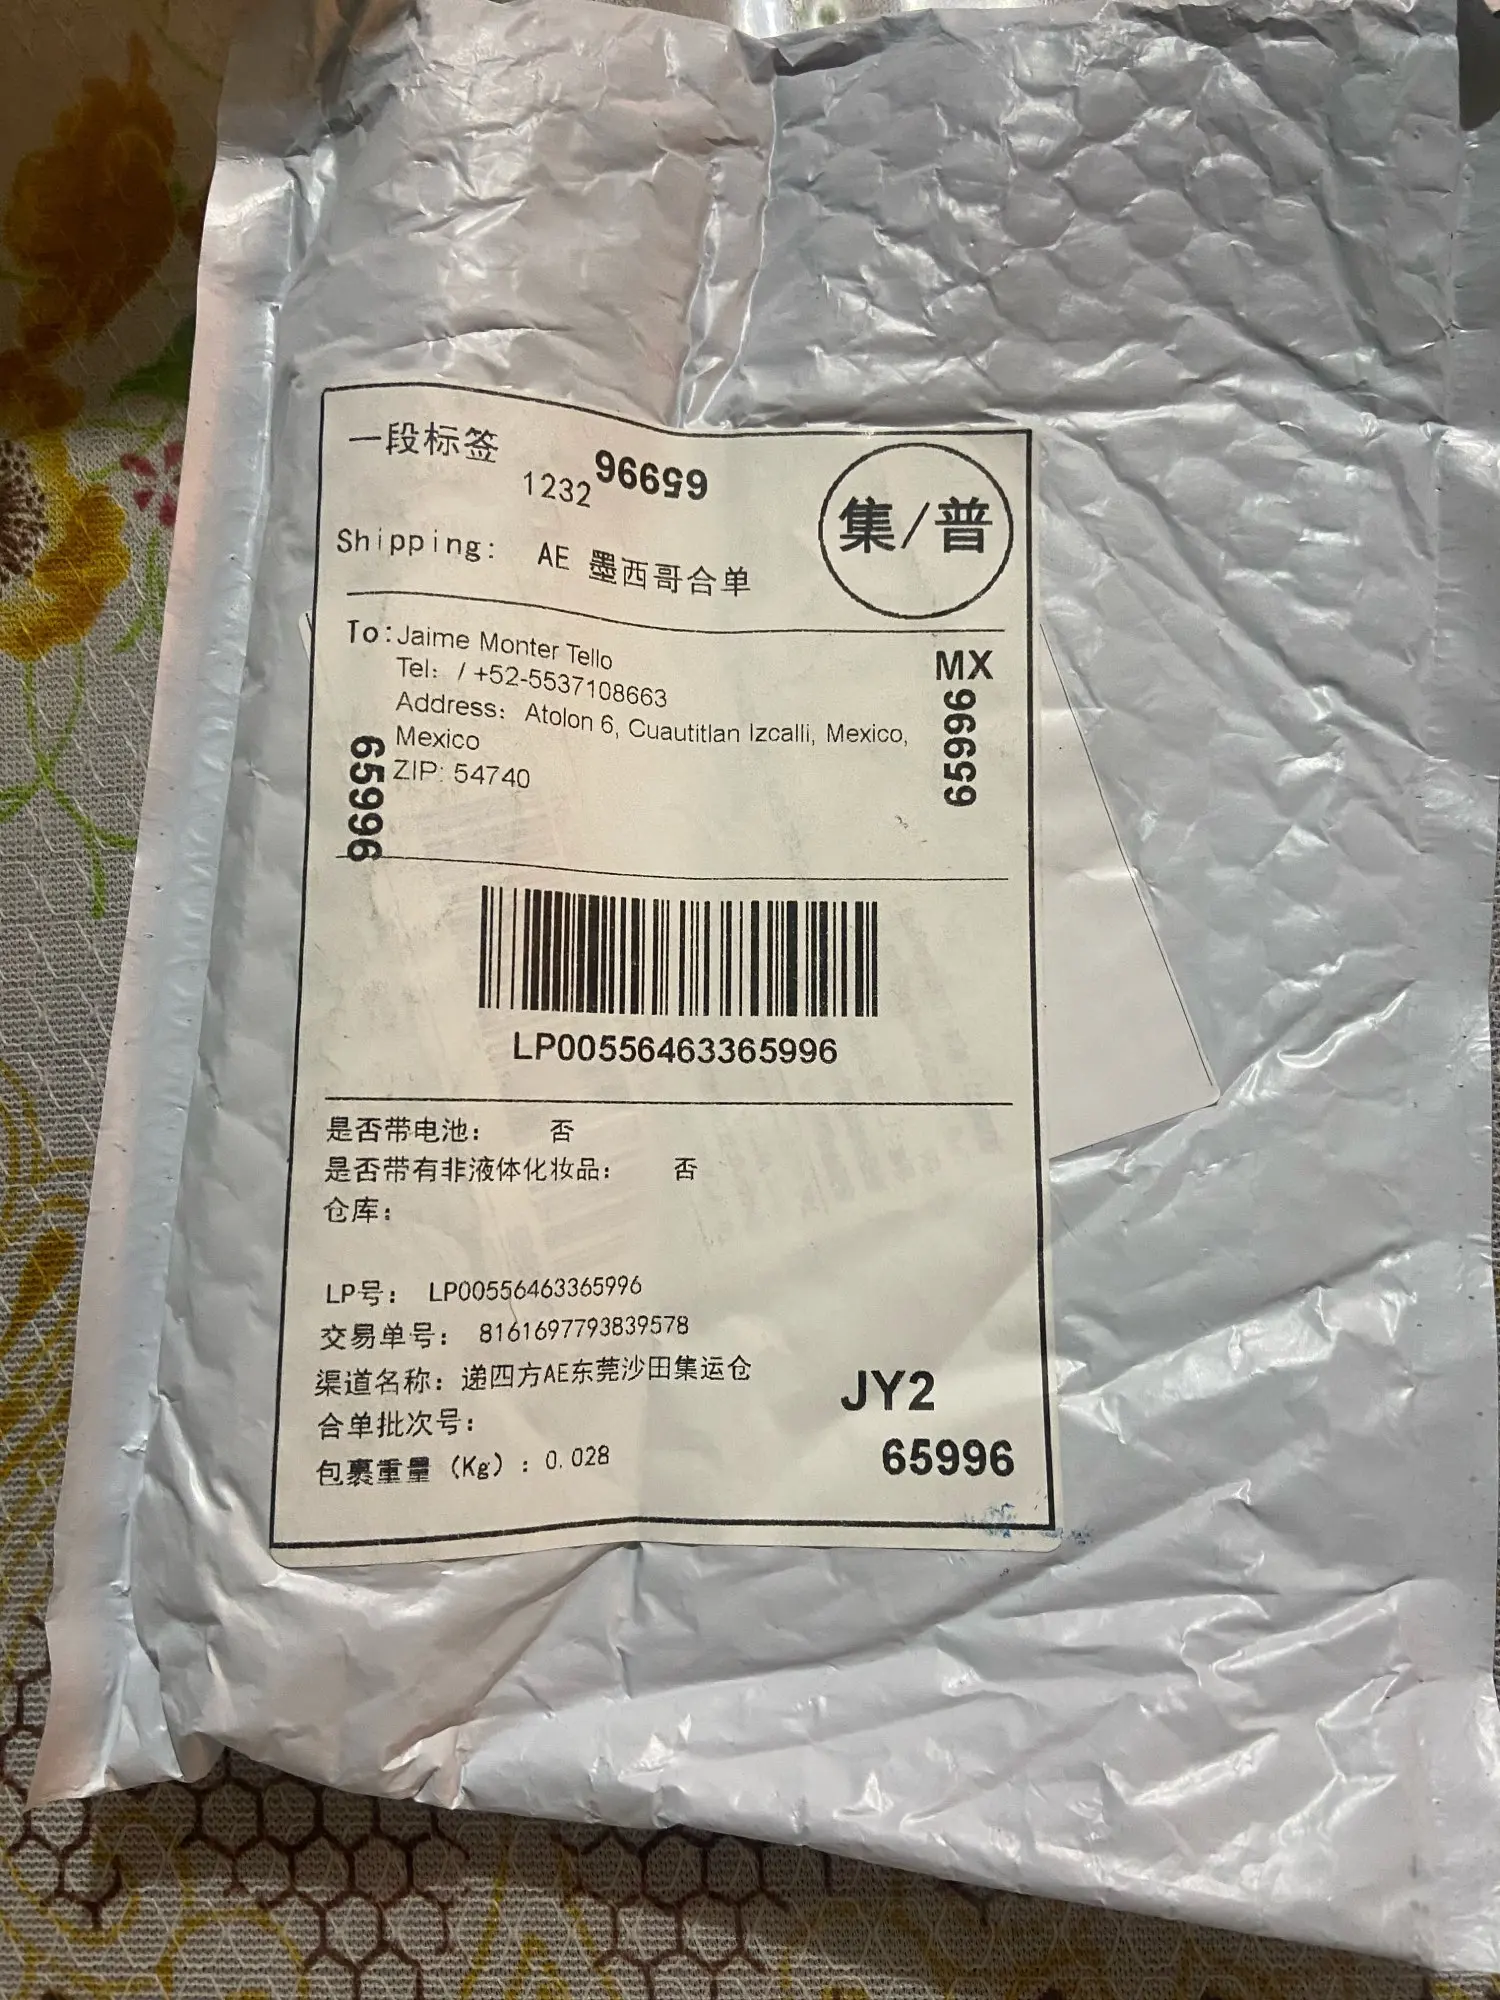 一段标签
1232 65996
集/普
Shipping: AE 墨西哥合单
To: Jaime Monter Tello
Tel: / +52-5537108663
Address: Atolon 6, Cuautitlan Izcalli, Mexico,
Mexico
ZIP: 54740
MX
65996
65996
LP00556463365996
是否带电池: 否
是否带有非液体化妆品: 否
仓库:
LP号: LP00556463365996
交易单号: 8161697793839578
渠道名称: 递四方AE东莞沙田集运仓
合单批次号:
包裹重量 (Kg) : 0.028
JY2
65996